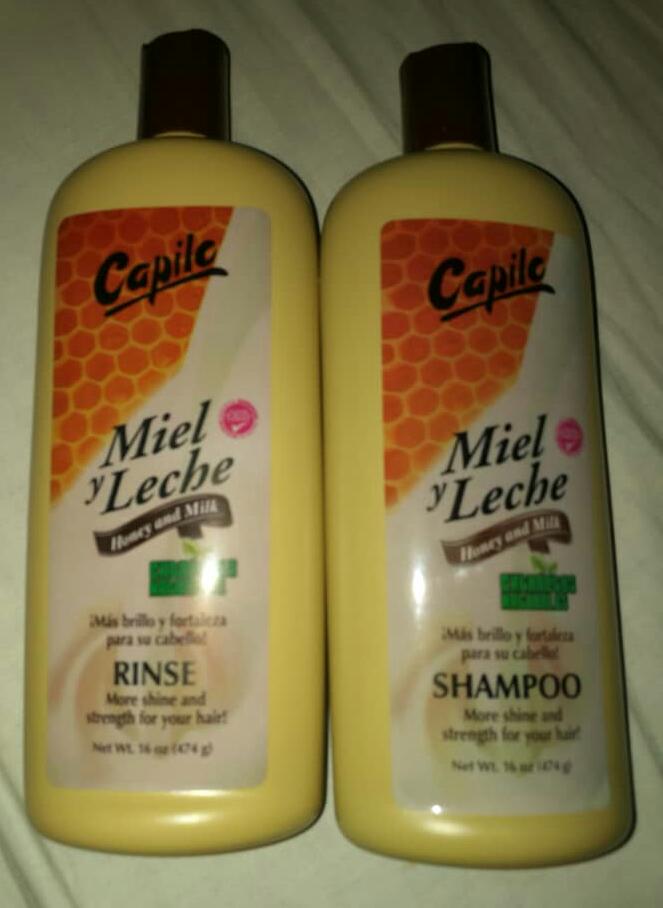 Capilo
Miel
y Leche
Honey and Milk
¡Más brillo y fortaleza
para su cabello!
RINSE
More shine and
strength for your hair!
Net Wt. 16 oz (474 g)
Capilo
Miel
y Leche
Honey and Milk
¡Más brillo y fortaleza
para su cabello!
SHAMPOO
More shine and
strength for your hair!
Net Wt. 16 oz (474 g)